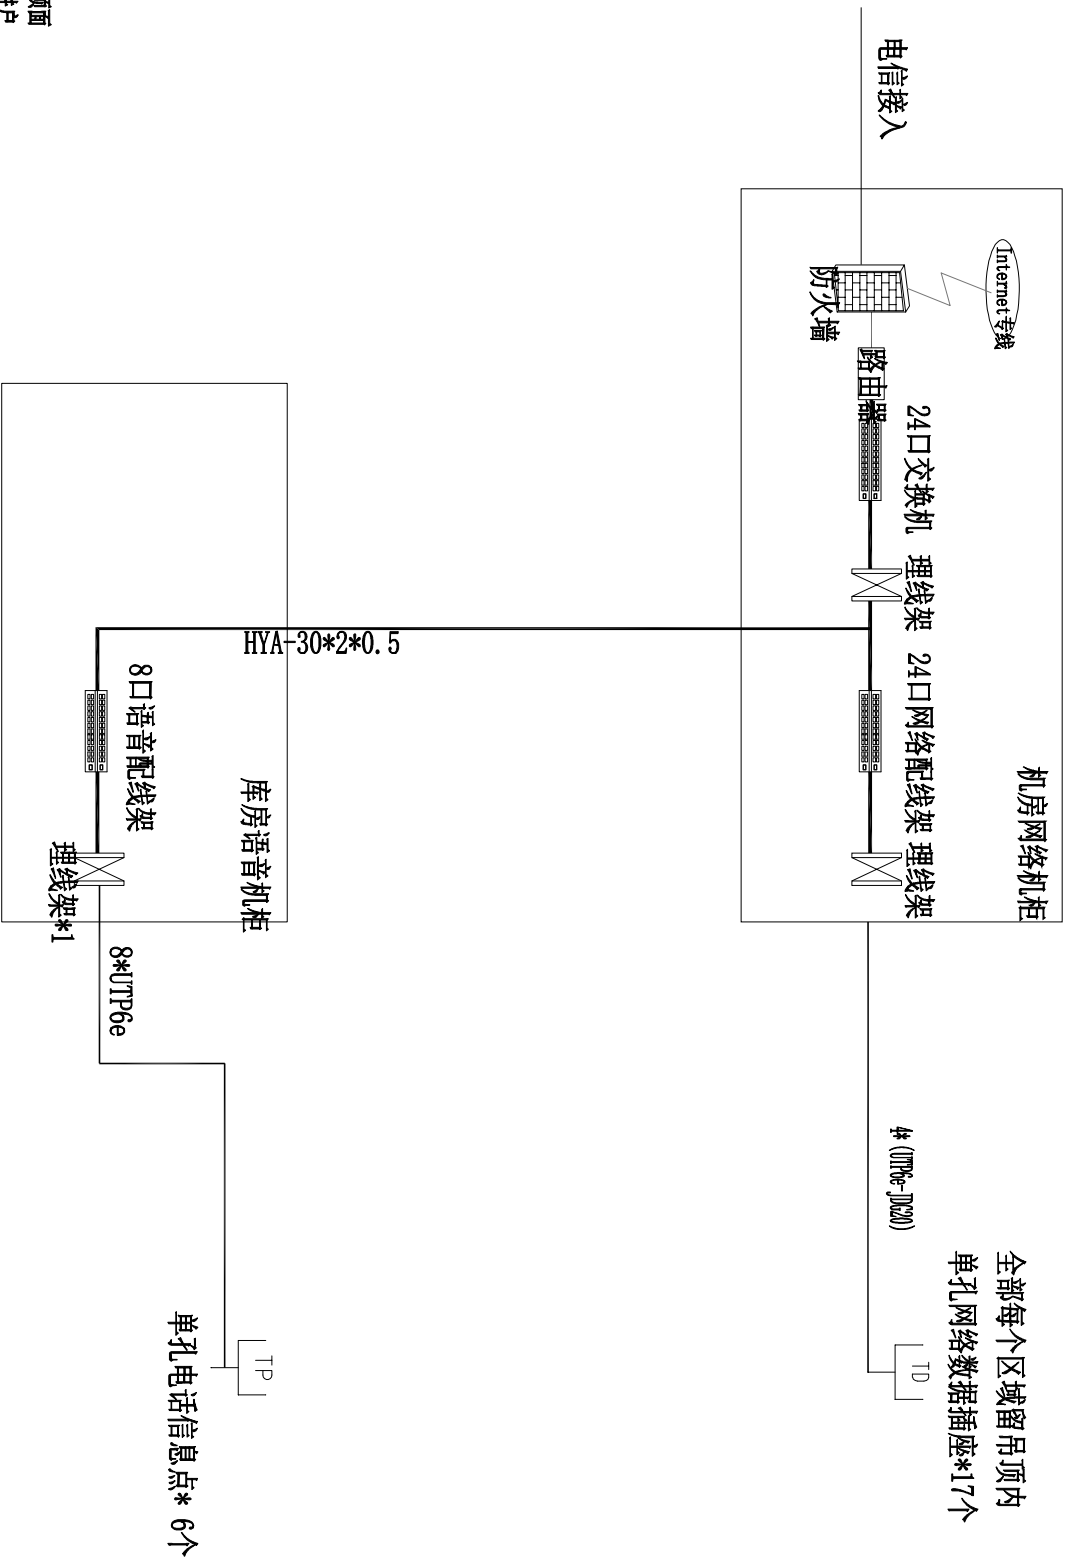 电信接入
Internet专线
防火墙
路由器
24口交换机
理线架
24口网络配线架
理线架
机房网络机柜
4*(UTP6e-JDG20)
全部每个区域留吊顶内
单孔网络数据插座*17个
TD
HYA-30*2*0.5
8口语音配线架
库房语音机柜
理线架*1
8*UTP6e
TP
单孔电话信息点* 6个